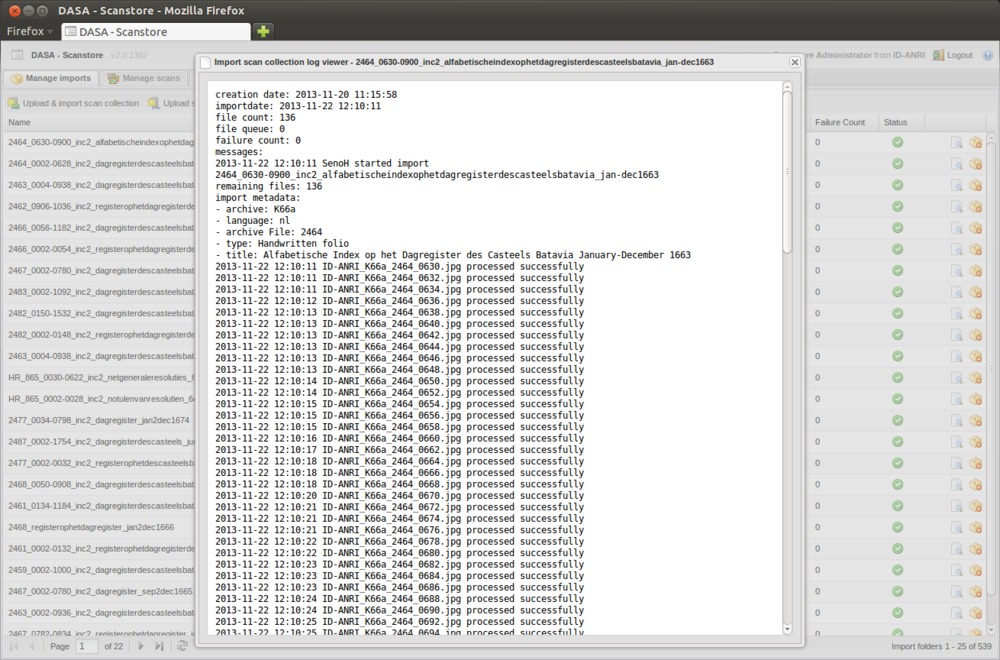 DASA - Scanstore - Mozilla Firefox
Firefox
DASA - Scanstore
DASA - Scanstore v2.0.1382
Administrator from ID-ANRI
Logout
Manage imports
Manage scans
Upload & import scan collection
Upload s
Name
Failure Count
Status
Import scan collection log viewer - 2464_0630-0900_inc2_alfabetischeindexophetdagregisterdescasteelsbatavia_jan-dec1663
creation date: 2013-11-20 11:15:58
importdate: 2013-11-22 12:10:11
file count: 136
file queue: 0
failure count: 0
messages:
2013-11-22 12:10:11 SenoH started import
2464_0630-0900_inc2_alfabetischeindexophetdagregisterdescasteelsbatavia_jan-dec1663
remaining files: 136
import metadata:
- archive: K66a
- language: nl
- archive File: 2464
- type: Handwritten folio
- title: Alfabetische Index op het Dagregister des Casteels Batavia January-December 1663
2013-11-22 12:10:11 ID-ANRI_K66a_2464_0630.jpg processed successfully
2013-11-22 12:10:11 ID-ANRI_K66a_2464_0632.jpg processed successfully
2013-11-22 12:10:11 ID-ANRI_K66a_2464_0634.jpg processed successfully
2013-11-22 12:10:12 ID-ANRI_K66a_2464_0636.jpg processed successfully
2013-11-22 12:10:13 ID-ANRI_K66a_2464_0638.jpg processed successfully
2013-11-22 12:10:13 ID-ANRI_K66a_2464_0640.jpg processed successfully
2013-11-22 12:10:13 ID-ANRI_K66a_2464_0642.jpg processed successfully
2013-11-22 12:10:13 ID-ANRI_K66a_2464_0644.jpg processed successfully
2013-11-22 12:10:13 ID-ANRI_K66a_2464_0646.jpg processed successfully
2013-11-22 12:10:13 ID-ANRI_K66a_2464_0648.jpg processed successfully
2013-11-22 12:10:14 ID-ANRI_K66a_2464_0650.jpg processed successfully
2013-11-22 12:10:14 ID-ANRI_K66a_2464_0652.jpg processed successfully
2013-11-22 12:10:15 ID-ANRI_K66a_2464_0654.jpg processed successfully
2013-11-22 12:10:15 ID-ANRI_K66a_2464_0656.jpg processed successfully
2013-11-22 12:10:15 ID-ANRI_K66a_2464_0658.jpg processed successfully
2013-11-22 12:10:16 ID-ANRI_K66a_2464_0660.jpg processed successfully
2013-11-22 12:10:17 ID-ANRI_K66a_2464_0662.jpg processed successfully
2013-11-22 12:10:18 ID-ANRI_K66a_2464_0664.jpg processed successfully
2013-11-22 12:10:18 ID-ANRI_K66a_2464_0666.jpg processed successfully
2013-11-22 12:10:18 ID-ANRI_K66a_2464_0668.jpg processed successfully
2013-11-22 12:10:20 ID-ANRI_K66a_2464_0670.jpg processed successfully
2013-11-22 12:10:21 ID-ANRI_K66a_2464_0672.jpg processed successfully
2013-11-22 12:10:21 ID-ANRI_K66a_2464_0674.jpg processed successfully
2013-11-22 12:10:21 ID-ANRI_K66a_2464_0676.jpg processed successfully
2013-11-22 12:10:22 ID-ANRI_K66a_2464_0678.jpg processed successfully
2013-11-22 12:10:22 ID-ANRI_K66a_2464_0680.jpg processed successfully
2013-11-22 12:10:23 ID-ANRI_K66a_2464_0682.jpg processed successfully
2013-11-22 12:10:23 ID-ANRI_K66a_2464_0684.jpg processed successfully
2013-11-22 12:10:23 ID-ANRI_K66a_2464_0686.jpg processed successfully
2013-11-22 12:10:24 ID-ANRI_K66a_2464_0688.jpg processed successfully
2013-11-22 12:10:24 ID-ANRI_K66a_2464_0690.jpg processed successfully
2013-11-22 12:10:25 ID-ANRI_K66a_2464_0692.jpg processed successfully
2013-11-22 12:10:25 ID-ANRI_K66a_2464_0694.jpg processed successfully
2464_0630-0900_inc2_alfabetischeindexophetdag 0
2464_0002-0628_inc2_dagregisterdescasteelsbat 0
2463_0004-0938_inc2_dagregisterdescasteelsbat 0
2462_0906-1036_inc2_registerophetdagregisterde 0
2466_0056-1182_inc2_dagregisterdescasteelsbat 0
2466_0002-0054_inc2_registerophetdagregisterde 0
2467_0002-0780_inc2_dagregisterdescasteelsbat 0
2483_0002-1092_inc2_dagregisterdescasteelsbat 0
2482_0150-1532_inc2_dagregisterdescasteelsbat 0
2482_0002-0148_inc2_registerophetdagregisterde 0
2463_0004-0938_inc2_dagregisterdescasteelsbat 0
HR_865_0030-0622_inc2_netgeneraleresoluties_6 0
HR_865_0002-0028_inc2_notulenvanresolutien_6 0
2477_0034-0798_inc2_dagregister_jan2dec1674 0
2487_0002-1754_inc2_dagregisterdescasteels_ju 0
2477_0002-0032_inc2_registerophetdescasteelsb 0
2468_0050-0908_inc2_dagregisterdescasteelsbat 0
2461_0134-1184_inc2_dagregisterdescasteelsbat 0
2468_registerophetdagregister_jan2dec1666 0
2461_0002-0132_inc2_registerophetdagregisterde 0
2459_0002-1000_inc2_dagregisterdescasteelsbat 0
2467_0002-0780_inc2_dagregister_sep2dec1665 0
2463_0002-0936_inc2_dagregisterdescasteelsbat 0
2467_0782-0834_inc2_registerophetdagregister_j 0
Page 1 of 22
Import folders 1 - 25 of 539